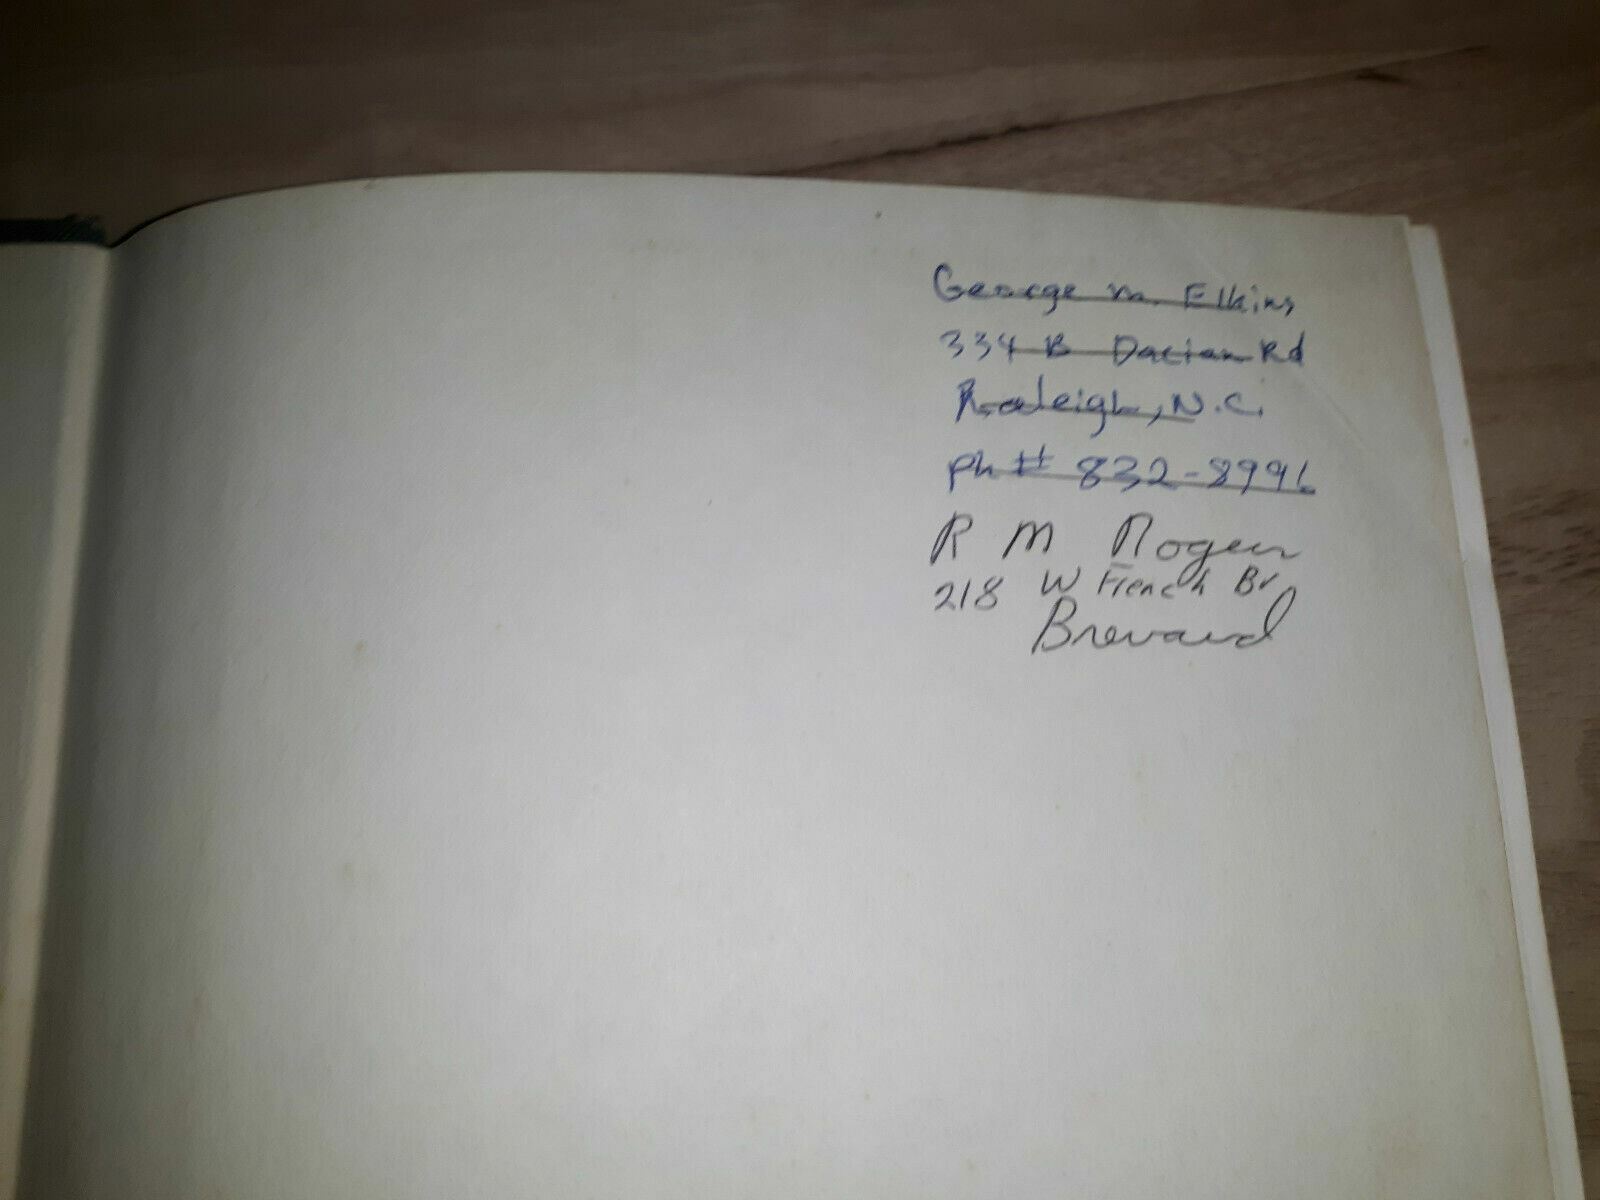 George M. Elkins
334 B Dacian Rd
Raleigh, N.C.
Ph # 832-8996
R M Rogers
218 W French Br
Brevard